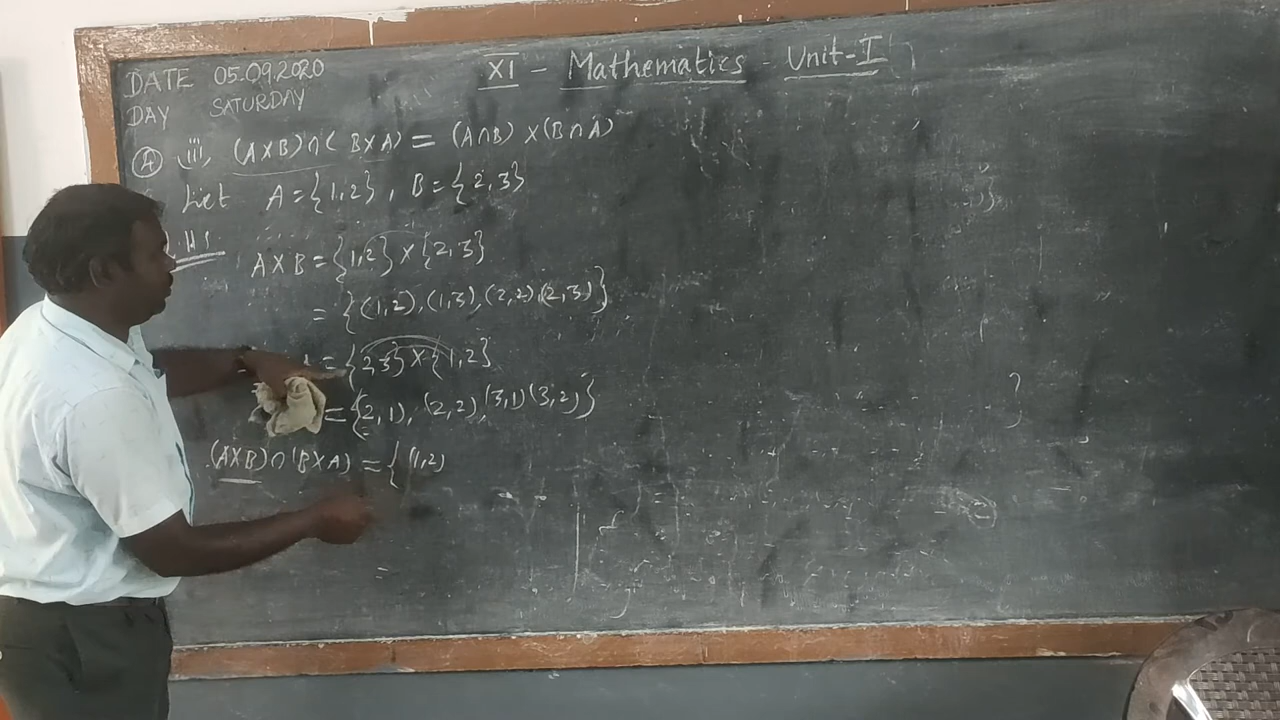 XI - Mathematics - Unit-I
DATE 05.09.2020
DAY SATURDAY
(A) iii, (A×B)∩(B×A) = (A∩B) × (B∩A)
Let A={1,2}, B={2,3}
A×B={1,2}×{2,3}
={(1,2),(1,3),(2,2),(2,3)}
={2,3}×{1,2}
={2,1),(2,2),(3,1)(3,2)}
(A×B)∩(B×A) = {(1,2)